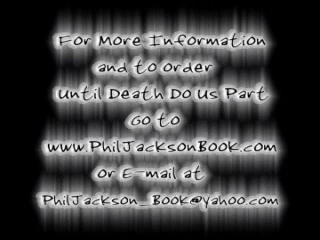 For More Information
and to order
Until Death Do Us Part
Go to
www.PhilJacksonBook.com
Or E-mail at
PhilJackson_Book@yahoo.com